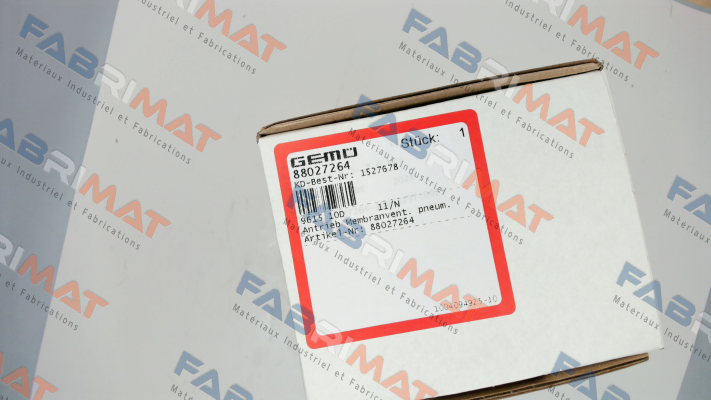 GEMÜ Stück: 1
88027264
KD-Best-Nr: 1527678
9615 10D 11/N
Antrieb Membranvent. pneum.
Artikel-Nr: 88027264
FABRIMAT
Matériaux Industriel et Fabrications